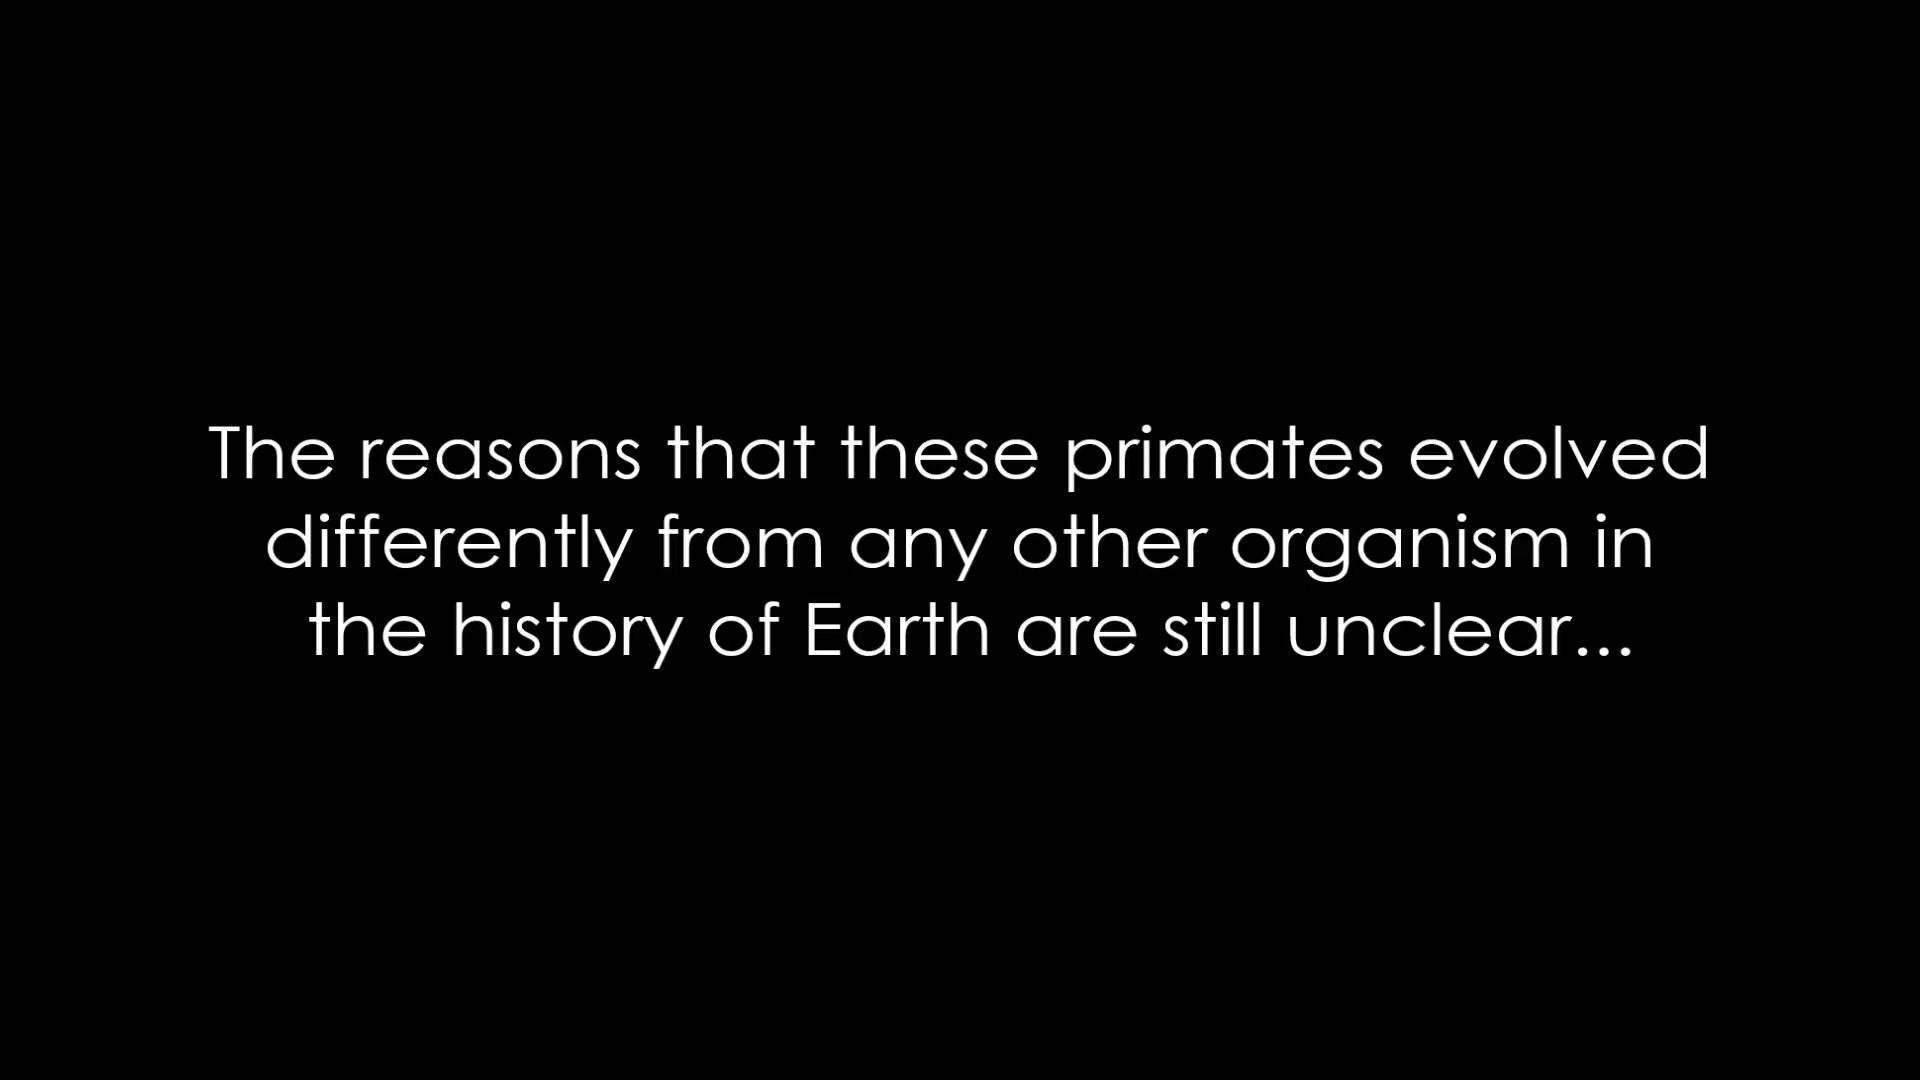 The reasons that these primates evolved
differently from any other organism in
the history of Earth are still unclear...